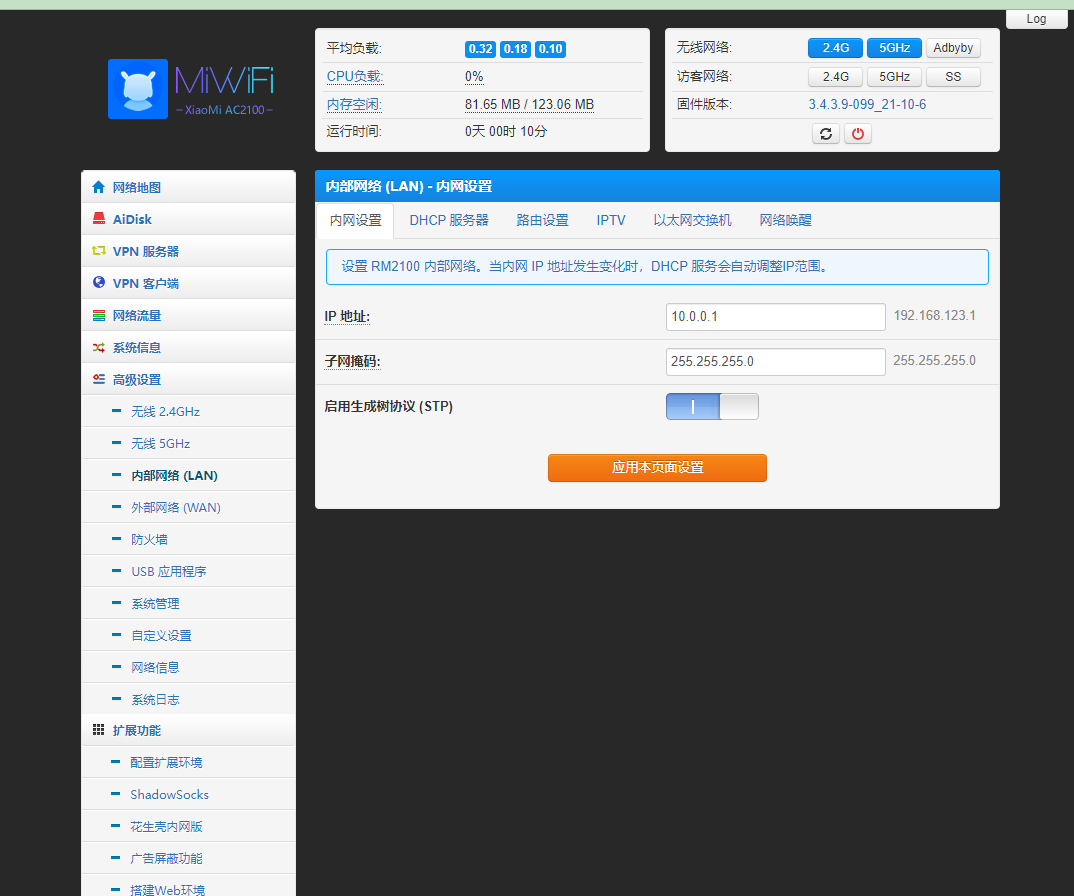 Log
MiWiFi
XiaoMi AC2100
平均负载: 0.32 0.18 0.10
CPU负载: 0%
内存空闲: 81.65 MB / 123.06 MB
运行时间: 0天 00时 10分
无线网络: 2.4G 5GHz Adbyby
访客网络: 2.4G 5GHz SS
固件版本: 3.4.3.9-099_21-10-6
网络地图
AiDisk
VPN 服务器
VPN 客户端
网络流量
系统信息
高级设置
无线 2.4GHz
无线 5GHz
内部网络 (LAN)
外部网络 (WAN)
防火墙
USB 应用程序
系统管理
自定义设置
网络信息
系统日志
扩展功能
配置扩展环境
ShadowSocks
花生壳内网版
广告屏蔽功能
搭建Web环境
内部网络 (LAN) - 内网设置
内网设置 DHCP 服务器 路由设置 IPTV 以太网交换机 网络唤醒
设置 RM2100 内部网络。当内网 IP 地址发生变化时，DHCP 服务会自动调整IP范围。
IP 地址: 10.0.0.1 192.168.123.1
子网掩码: 255.255.255.0 255.255.255.0
启用生成树协议 (STP)
应用本页面设置